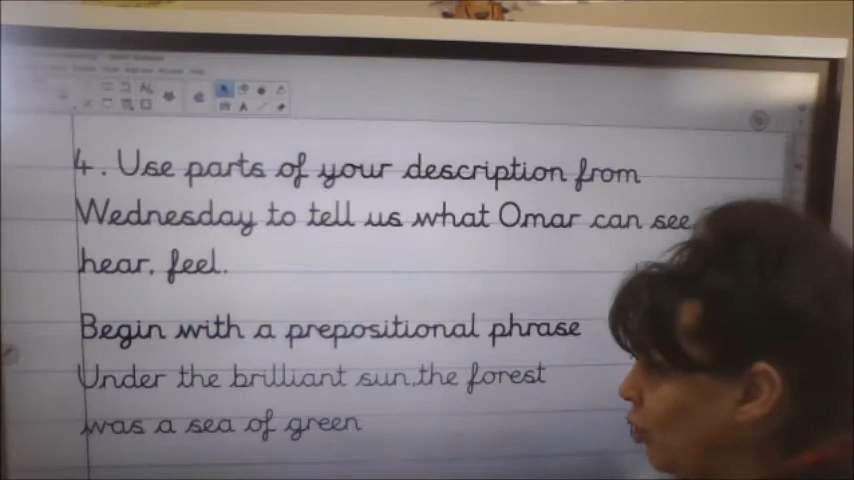 4. Use parts of your description from
Wednesday to tell us what Omar can see,
hear, feel.
Begin with a prepositional phrase
Under the brilliant sun, the forest
was a sea of green